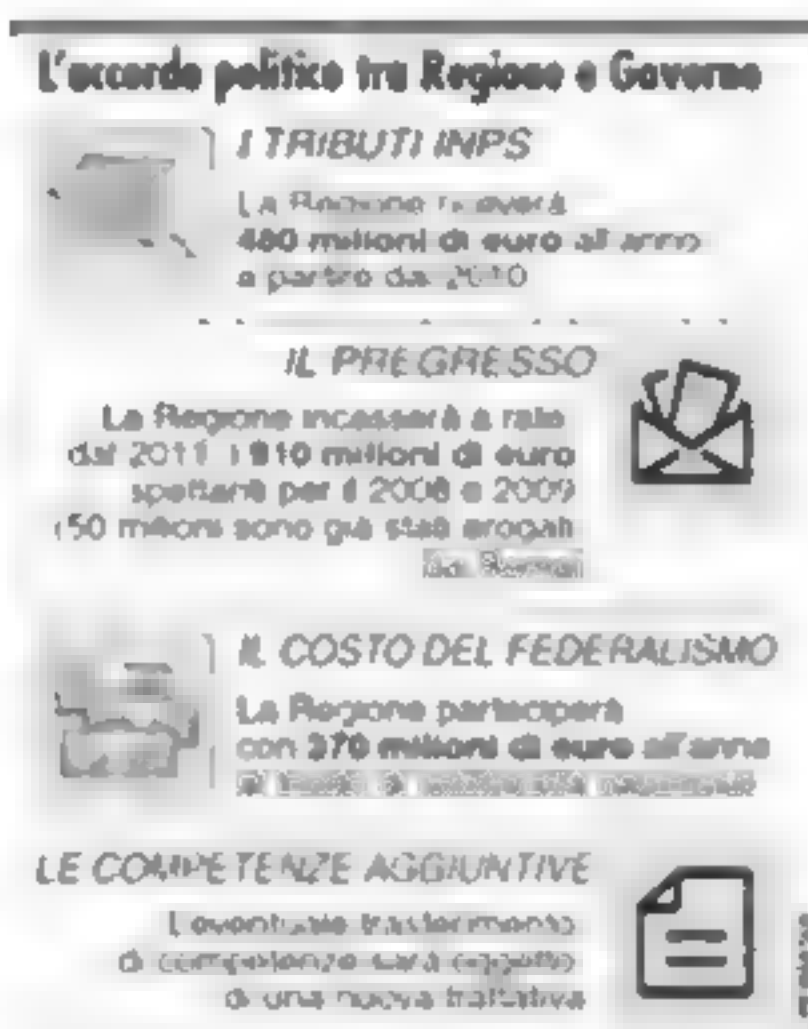 L'accordo politico tra Regione e Governo
I TRIBUTI INPS
La Regione riceverà
480 milioni di euro all'anno
a partire dal 2010
IL PREGRESSO
La Regione incasserà a rate
dal 2011 i 910 milioni di euro
spettanti per il 2008 e 2009
(50 milioni sono già stati erogati
IL COSTO DEL FEDERALISMO
La Regione parteciperà
con 370 milioni di euro all'anno
LE COMPETENZE AGGIUNTIVE
L'eventuale trasferimento
di competenze sarà oggetto
di una nuova trattativa